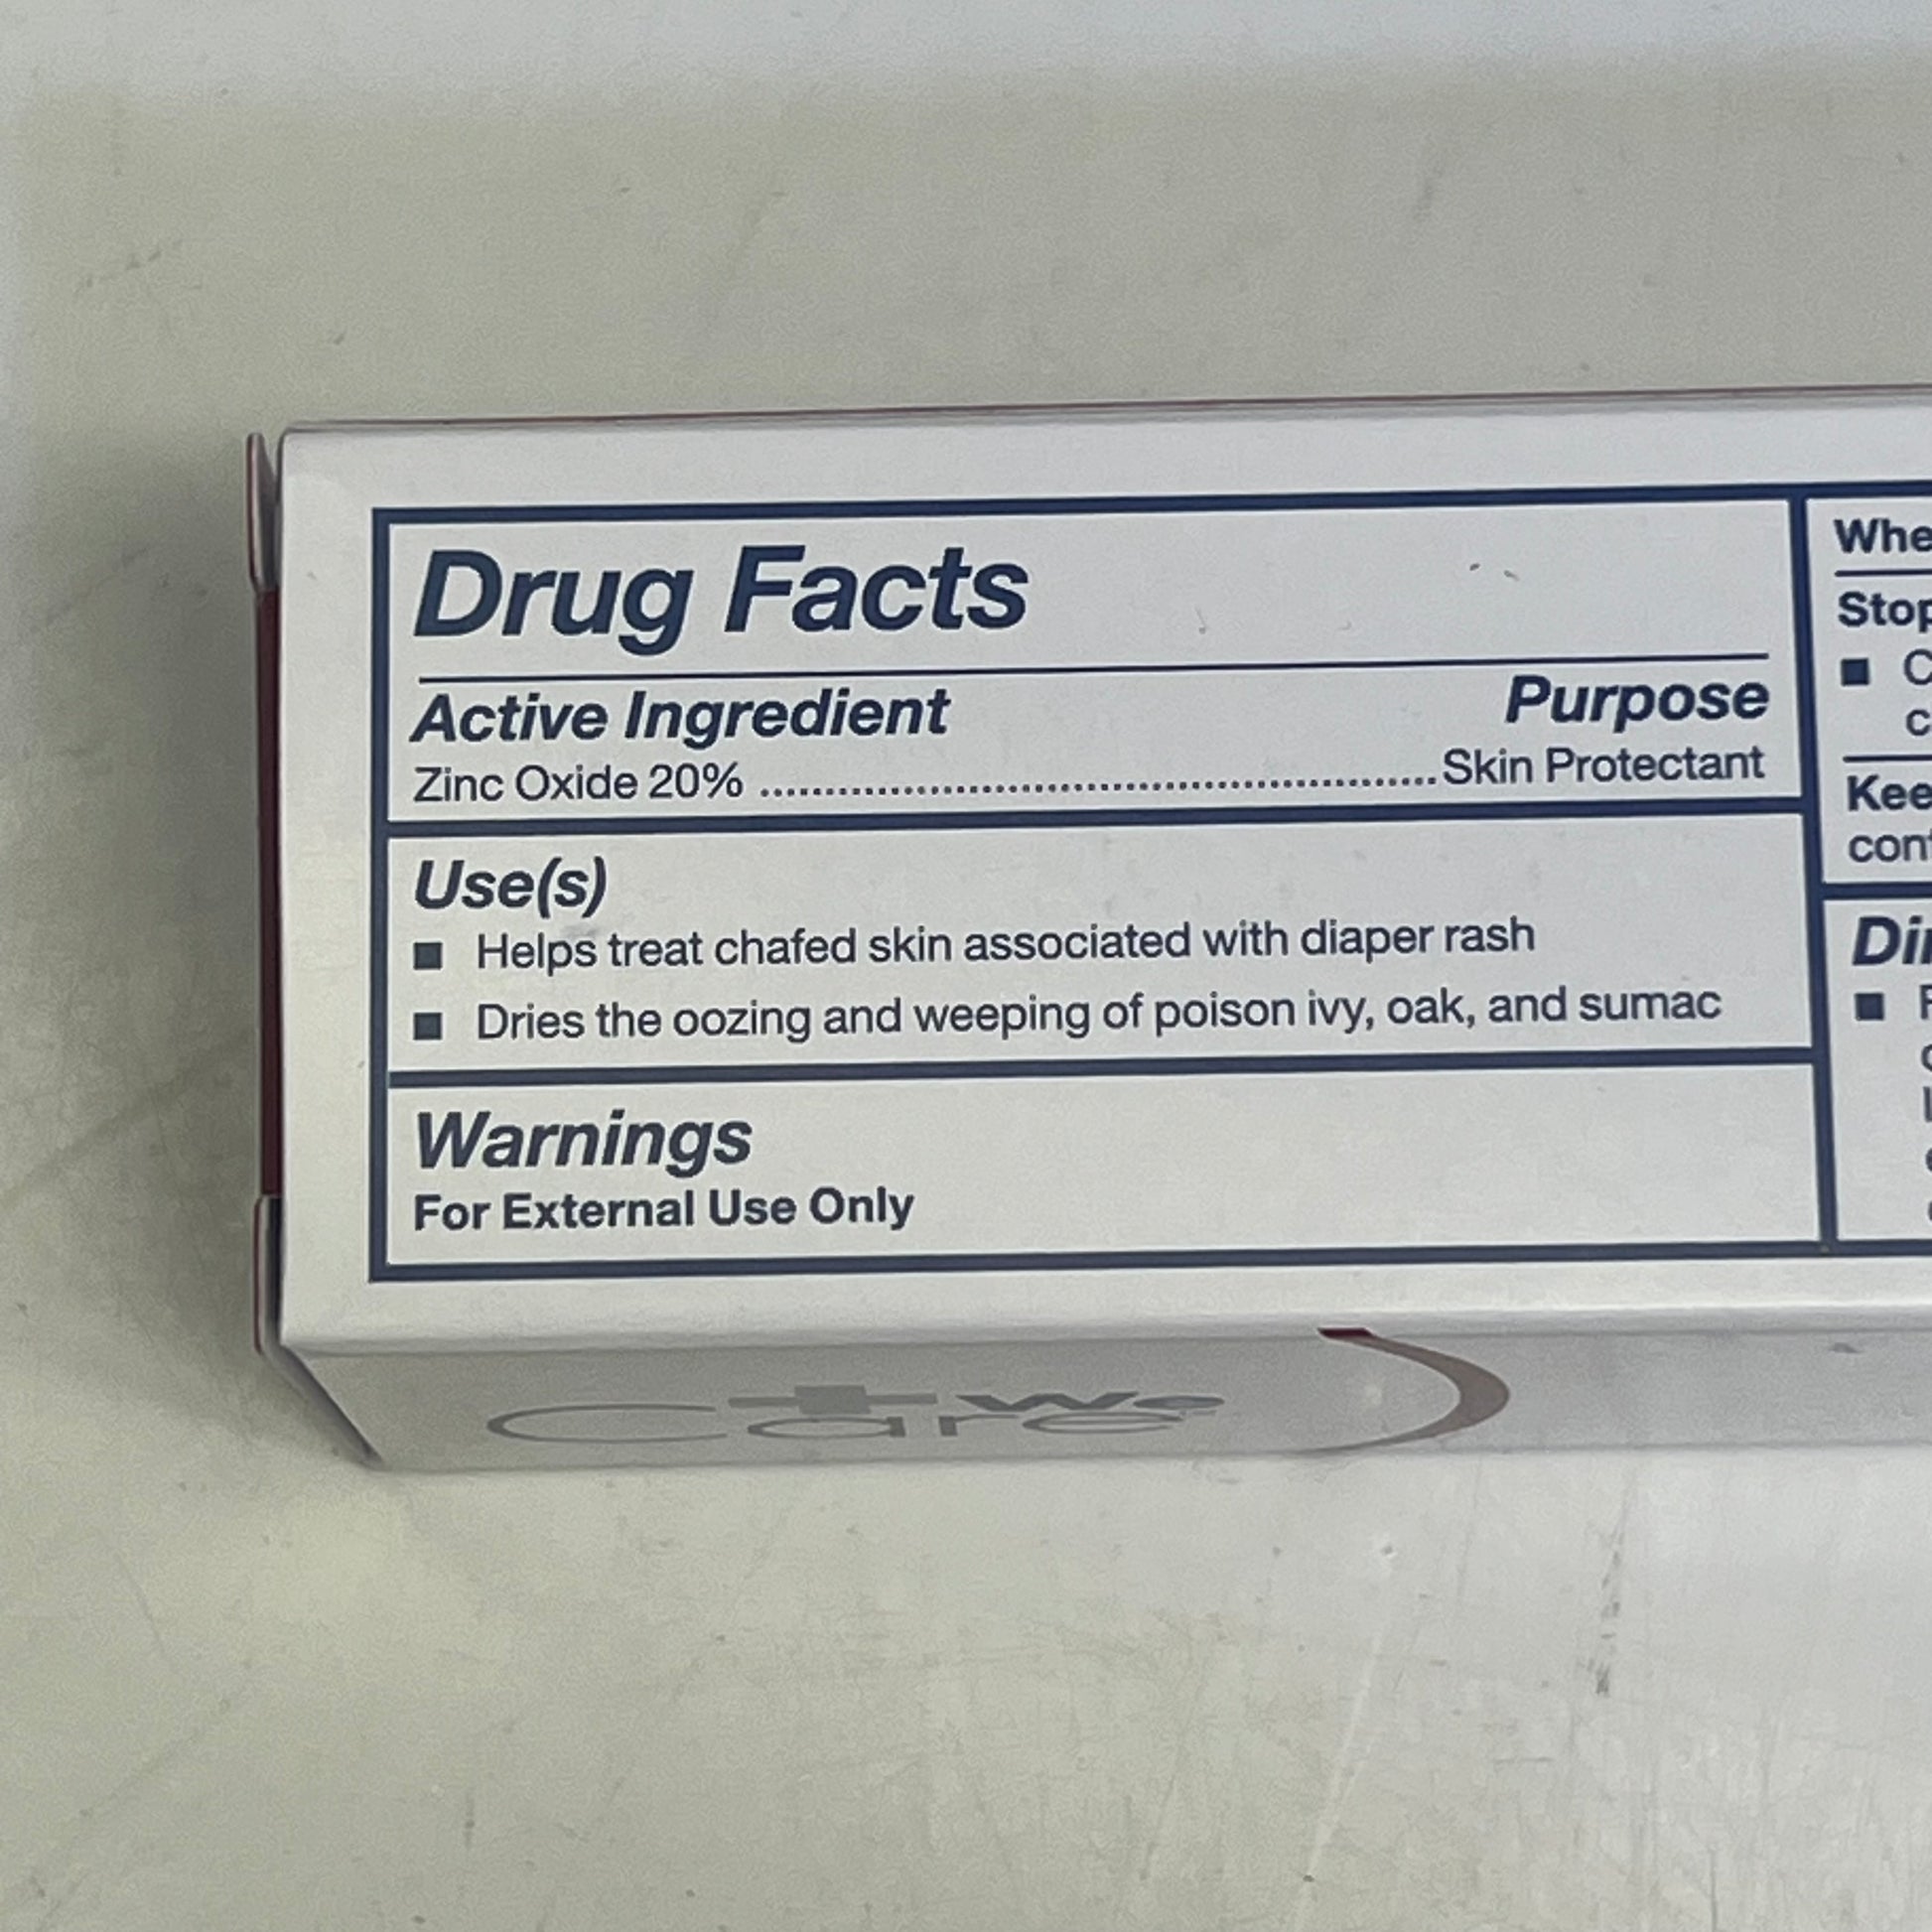 Drug Facts
Active Ingredient Purpose
Zinc Oxide 20% ........................................................ Skin Protectant
Use(s)
■ Helps treat chafed skin associated with diaper rash
■ Dries the oozing and weeping of poison ivy, oak, and sumac
Warnings
For External Use Only
We
Care